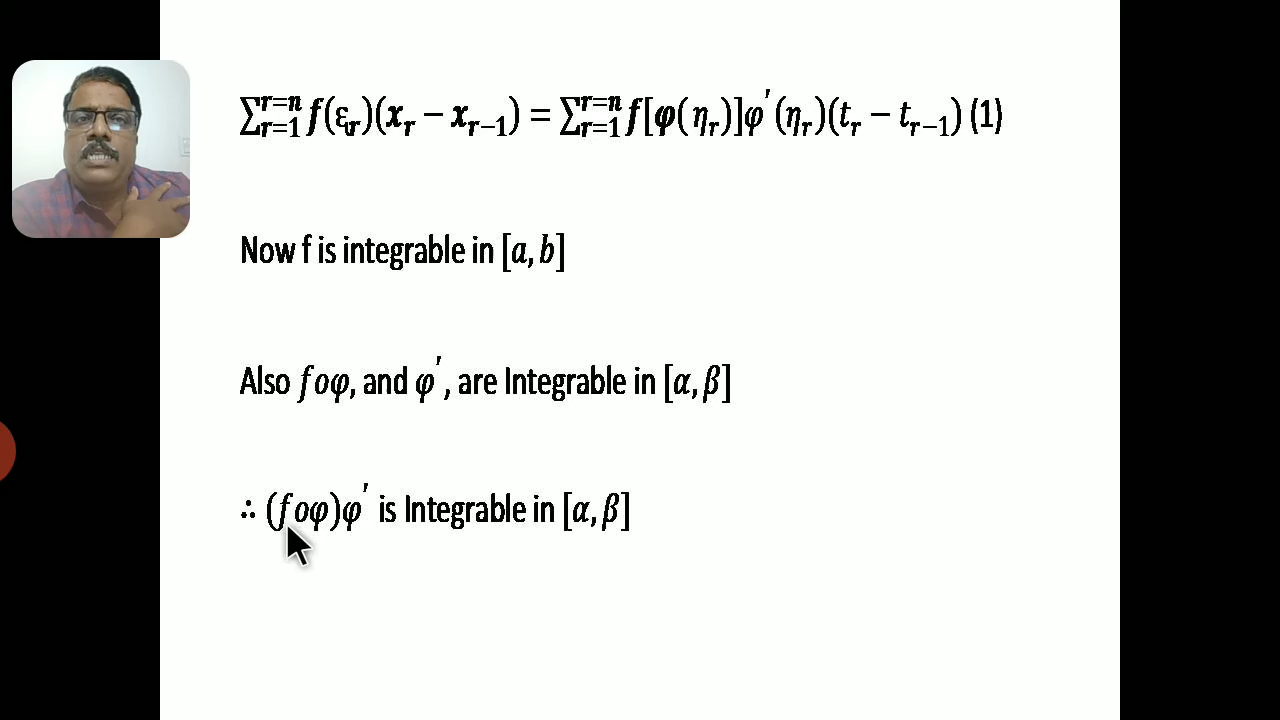 ∑_{r=1}^{r=n} f(ε_r)(x_r − x_{r−1}) = ∑_{r=1}^{r=n} f[φ(η_r)]φ′(η_r)(t_r − t_{r−1}) (1)
Now f is integrable in [a, b]
Also foφ, and φ′, are Integrable in [α, β]
∴ (foφ)φ′ is Integrable in [α, β]